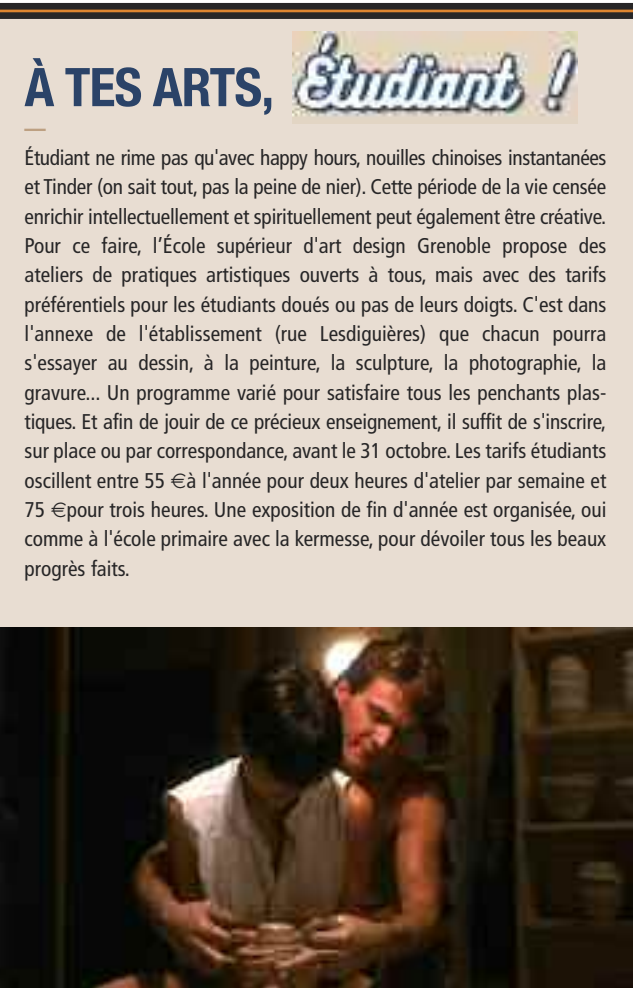 À TES ARTS, Étudiant !
Étudiant ne rime pas qu'avec happy hours, nouilles chinoises instantanées
et Tinder (on sait tout, pas la peine de nier). Cette période de la vie censée
enrichir intellectuellement et spirituellement peut également être créative.
Pour ce faire, l'École supérieur d'art design Grenoble propose des
ateliers de pratiques artistiques ouverts à tous, mais avec des tarifs
préférentiels pour les étudiants doués ou pas de leurs doigts. C'est dans
l'annexe de l'établissement (rue Lesdiguières) que chacun pourra
s'essayer au dessin, à la peinture, la sculpture, la photographie, la
gravure... Un programme varié pour satisfaire tous les penchants plas-
tiques. Et afin de jouir de ce précieux enseignement, il suffit de s'inscrire,
sur place ou par correspondance, avant le 31 octobre. Les tarifs étudiants
oscillent entre 55 €à l'année pour deux heures d'atelier par semaine et
75 €pour trois heures. Une exposition de fin d'année est organisée, oui
comme à l'école primaire avec la kermesse, pour dévoiler tous les beaux
progrès faits.